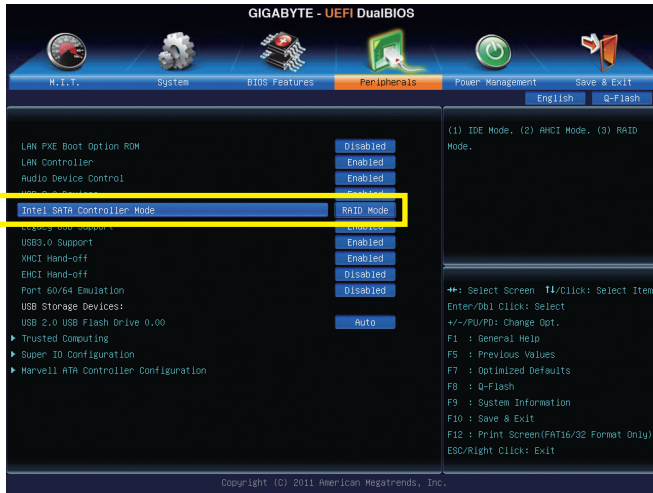 GIGABYTE - UEFI DualBIOS
M.I.T. System BIOS Features Peripherals Power Management Save & Exit
English Q-Flash
(1) IDE Mode. (2) AHCI Mode. (3) RAID
Mode.
LAN PXE Boot Option ROM Disabled
LAN Controller Enabled
Audio Device Control Enabled
Intel SATA Controller Mode RAID Mode
Legacy USB Support Enabled
USB3.0 Support Enabled
XHCI Hand-off Enabled
EHCI Hand-off Disabled
Port 60/64 Emulation Disabled
USB Storage Devices:
USB 2.0 USB Flash Drive 0.00 Auto
Trusted Computing
Super IO Configuration
Marvell ATA Controller Configuration
↔: Select Screen ↑↓/Click: Select Item
Enter/Dbl Click: Select
+/-/PU/PD: Change Opt.
F1 : General Help
F5 : Previous Values
F7 : Optimized Defaults
F8 : Q-Flash
F9 : System Information
F10 : Save & Exit
F12 : Print Screen(FAT16/32 Format Only)
ESC/Right Click: Exit
Copyright (C) 2011 American Megatrends, Inc.